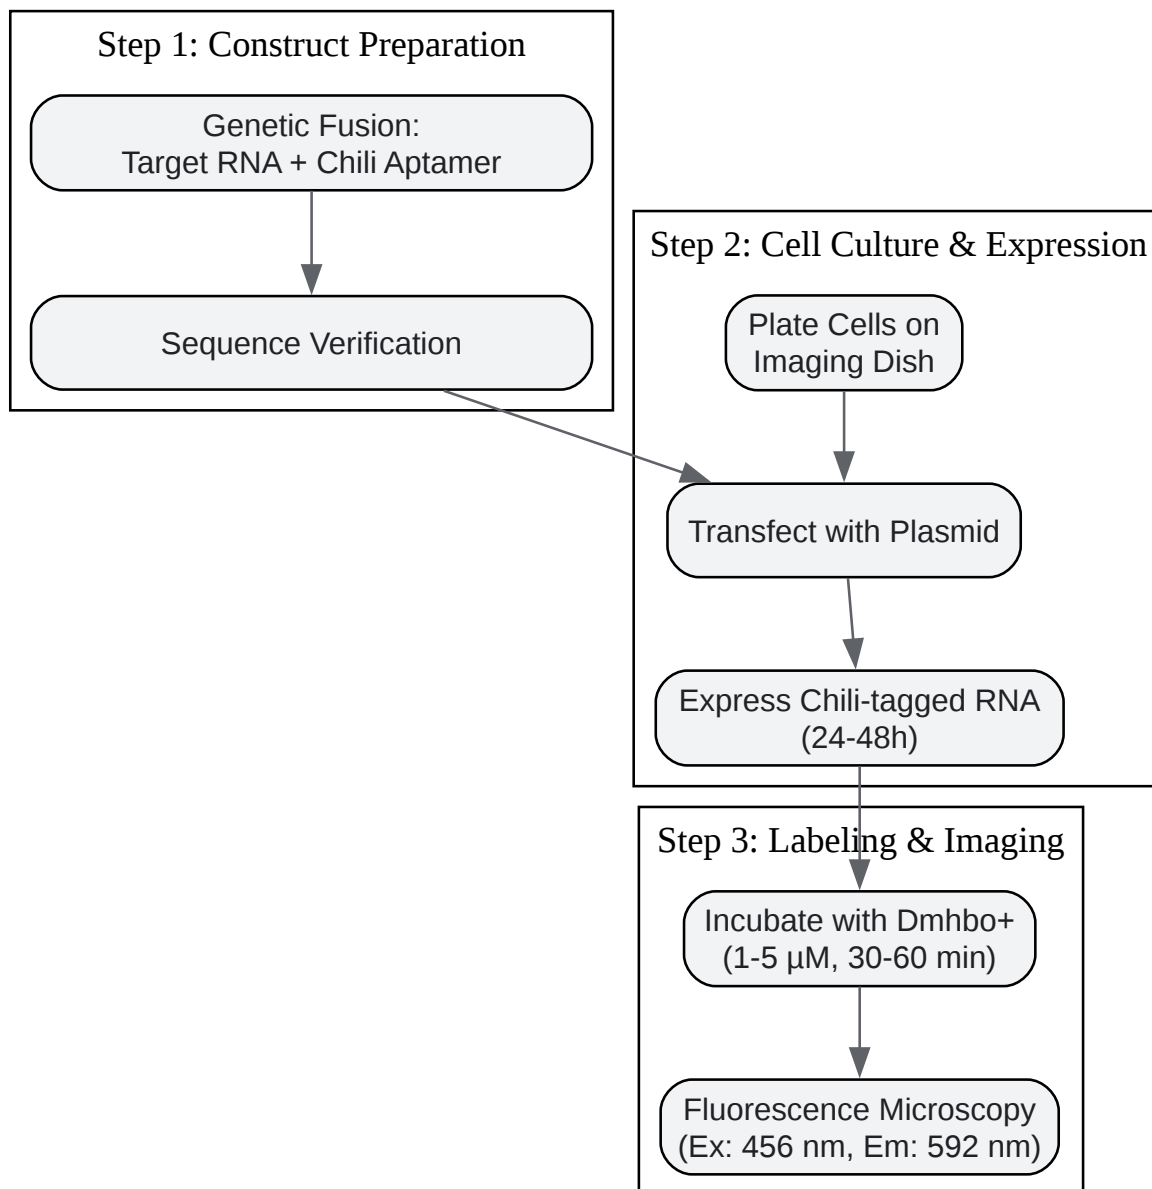 Step 1: Construct Preparation
Genetic Fusion:
Target RNA + Chili Aptamer
Sequence Verification
Step 2: Cell Culture & Expression
Plate Cells on
Imaging Dish
Transfect with Plasmid
Express Chili-tagged RNA
(24-48h)
Step 3: Labeling & Imaging
Incubate with Dmhbo+
(1-5 µM, 30-60 min)
Fluorescence Microscopy
(Ex: 456 nm, Em: 592 nm)